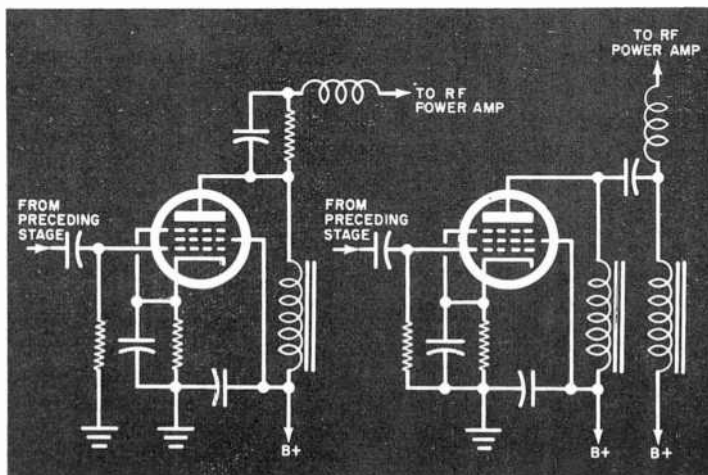 TO RF
POWER AMP
FROM
PRECEDING
STAGE
B+
TO RF
POWER AMP
FROM
PRECEDING
STAGE
B+
B+